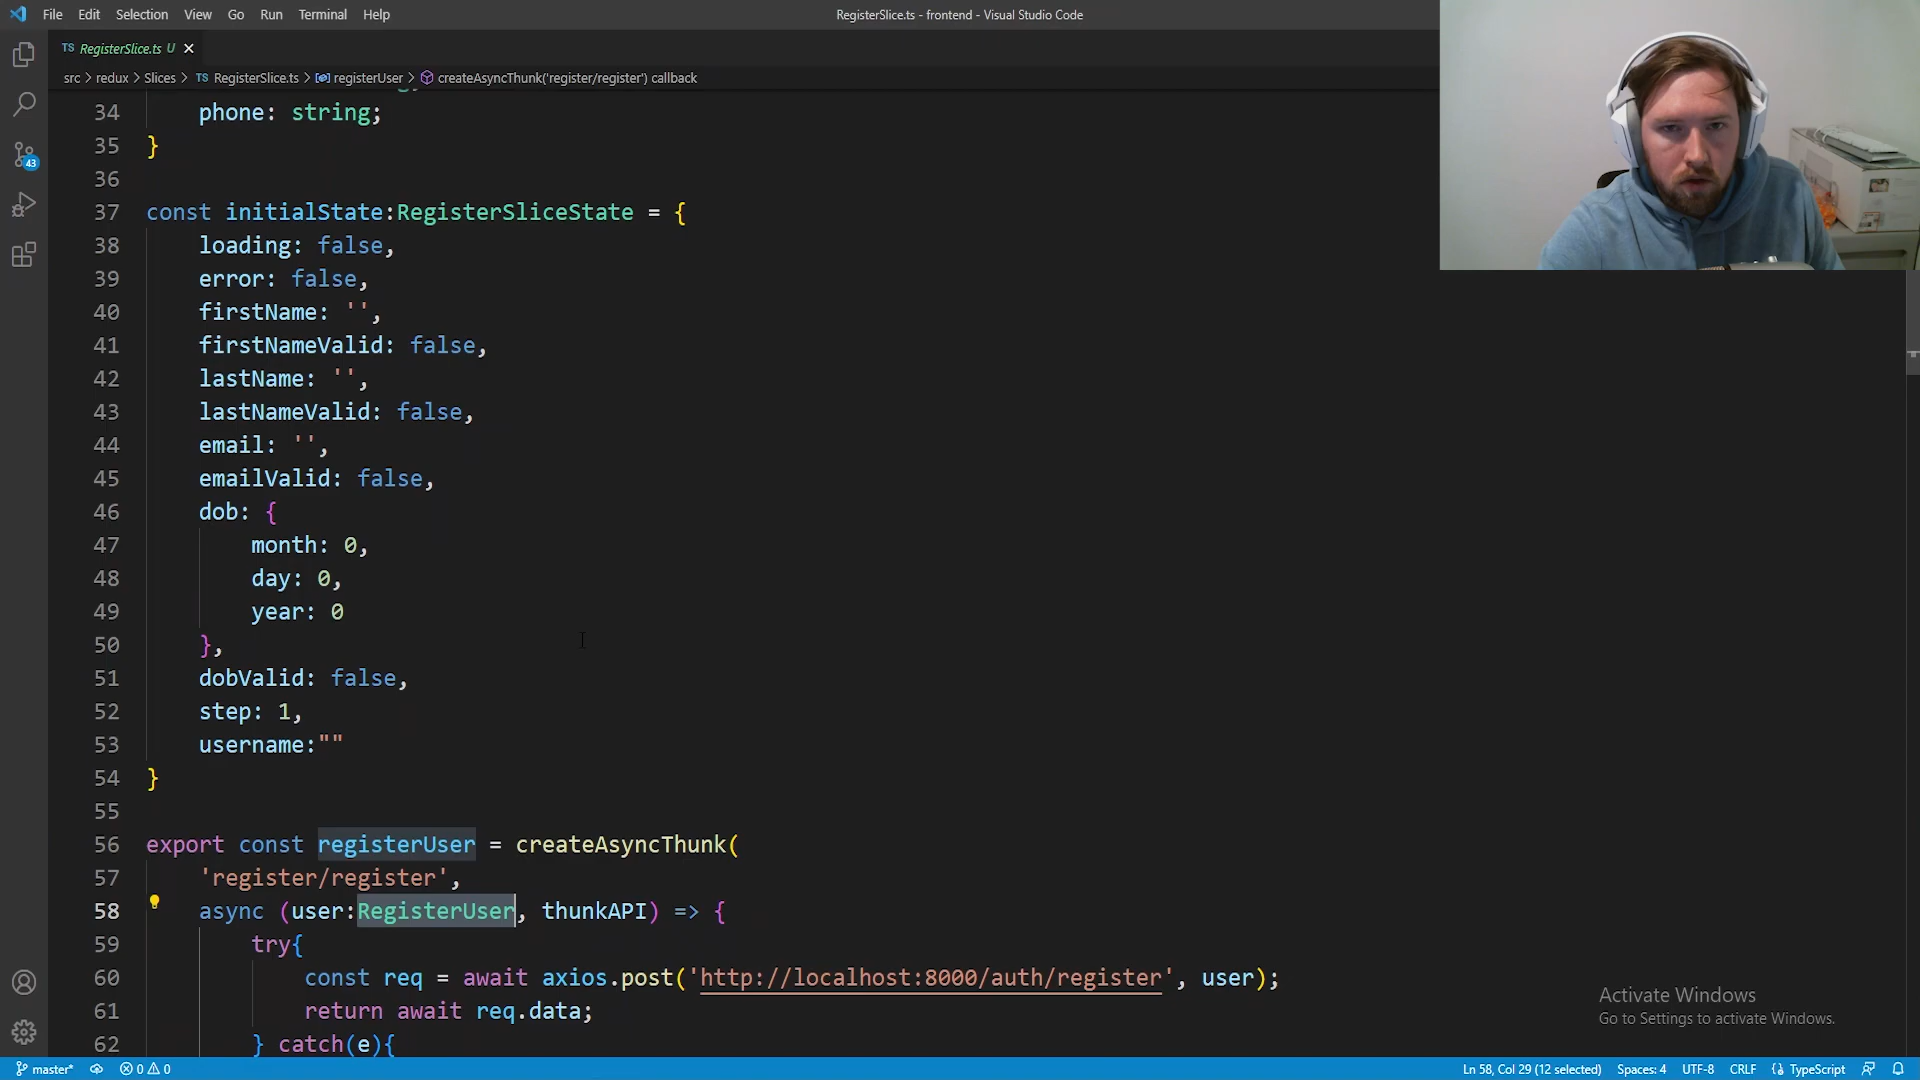 File Edit Selection View Go Run Terminal Help
RegisterSlice.ts - frontend - Visual Studio Code
TS RegisterSlice.ts U
src > redux > Slices > TS RegisterSlice.ts > registerUser > createAsyncThunk('register/register') callback
34 phone: string;
35 }
36
37 const initialState:RegisterSliceState = {
38 loading: false,
39 error: false,
40 firstName: '',
41 firstNameValid: false,
42 lastName: '',
43 lastNameValid: false,
44 email: '',
45 emailValid: false,
46 dob: {
47 month: 0,
48 day: 0,
49 year: 0
50 },
51 dobValid: false,
52 step: 1,
53 username:""
54 }
55
56 export const registerUser = createAsyncThunk(
57 'register/register',
58 async (user:RegisterUser, thunkAPI) => {
59 try{
60 const req = await axios.post('http://localhost:8000/auth/register', user);
61 return await req.data;
62 } catch(e){
43
Activate Windows
Go to Settings to activate Windows.
master* 0 0 Ln 58, Col 29 (12 selected) Spaces: 4 UTF-8 CRLF {} TypeScript